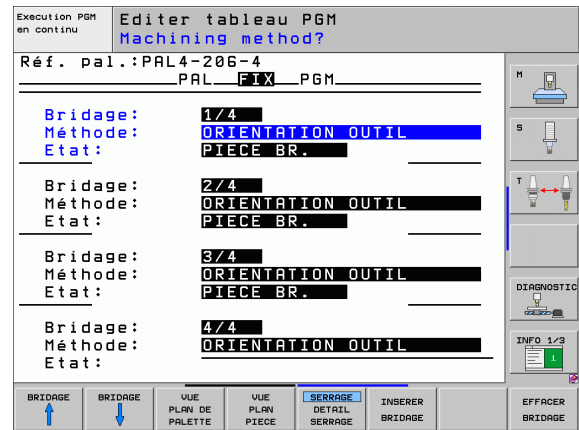 Execution PGM
en continu
Editer tableau PGM
Machining method?
Réf. pal.:PAL4-206-4
PAL FIX PGM
Bridage: 1/4
Méthode: ORIENTATION OUTIL
Etat: PIECE BR.
Bridage: 2/4
Méthode: ORIENTATION OUTIL
Etat: PIECE BR.
Bridage: 3/4
Méthode: ORIENTATION OUTIL
Etat: PIECE BR.
Bridage: 4/4
Méthode: ORIENTATION OUTIL
Etat:
M
S
T
DIAGNOSTIC
INFO 1/3
i
BRIDAGE
BRIDAGE
VUE
PLAN DE
PALETTE
VUE
PLAN
PIECE
SERRAGE
DETAIL
SERRAGE
INSERER
BRIDAGE
EFFACER
BRIDAGE